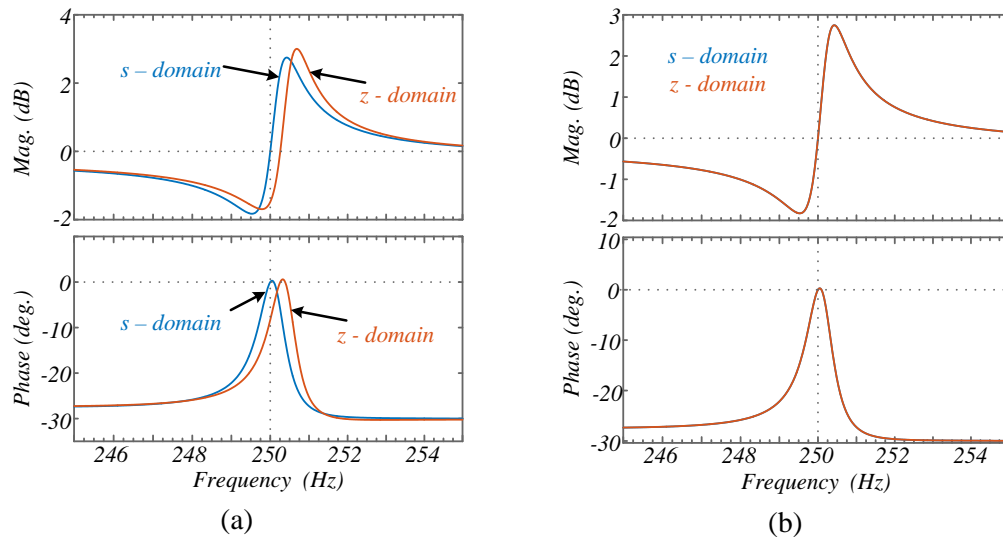 4
s – domain
2
z - domain
0
-2
Mag. (dB)
10
0
-10
s – domain
z - domain
-20
-30
Phase (deg.)
246 248 250 252 254
Frequency (Hz)
(a)
3
s – domain
2
z - domain
1
0
-1
-2
Mag. (dB)
10
0
-10
-20
-30
Phase (deg.)
246 248 250 252 254
Frequency (Hz)
(b)